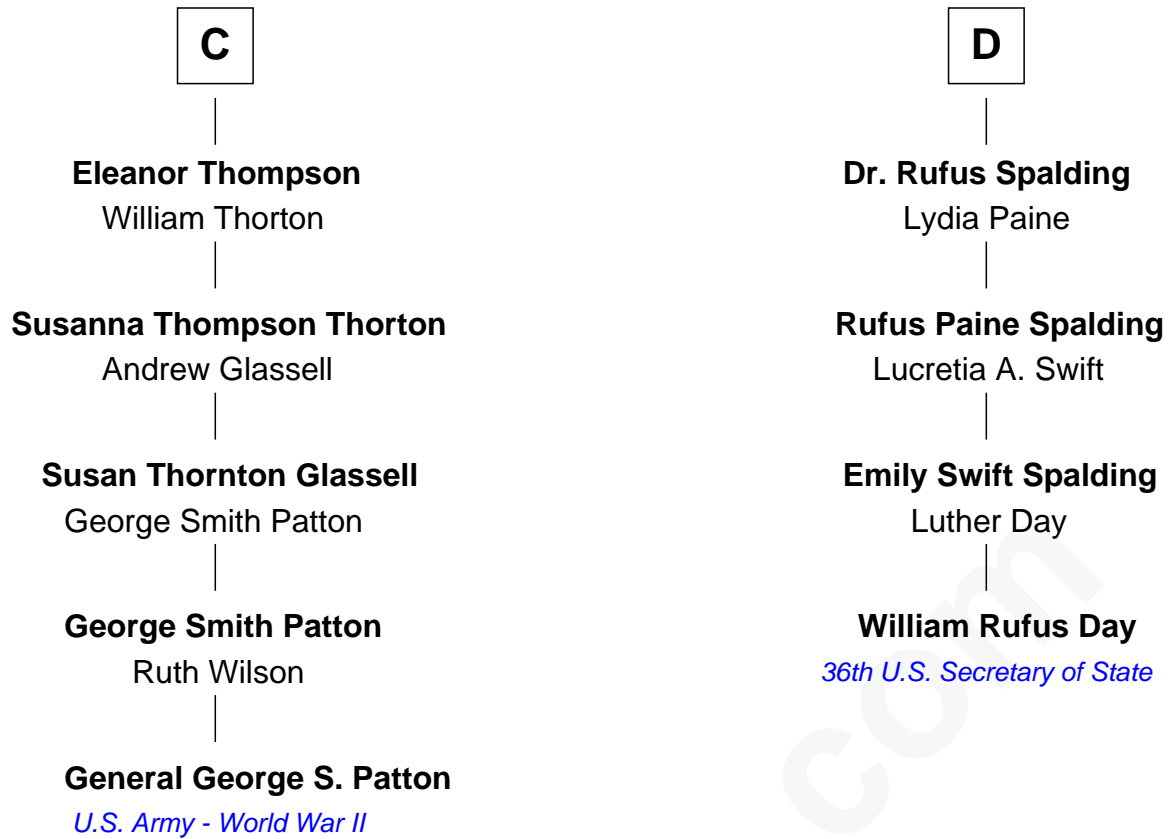 C
Eleanor Thompson
William Thorton
Susanna Thompson Thorton
Andrew Glassell
Susan Thornton Glassell
George Smith Patton
George Smith Patton
Ruth Wilson
General George S. Patton
U.S. Army - World War II
D
Dr. Rufus Spalding
Lydia Paine
Rufus Paine Spalding
Lucretia A. Swift
Emily Swift Spalding
Luther Day
William Rufus Day
36th U.S. Secretary of State
com